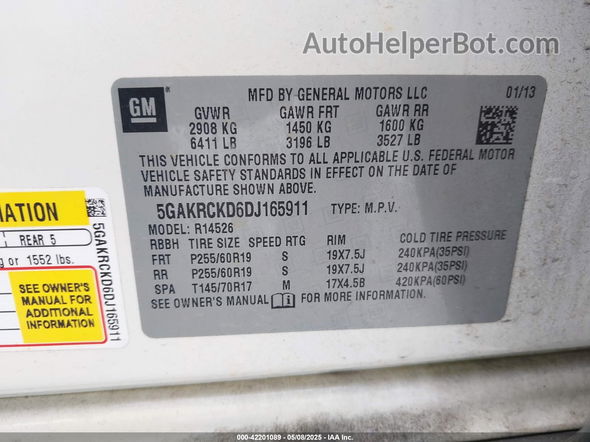 AutoHelperBot.com
GM
MFD BY GENERAL MOTORS LLC 01/13
GVWR GAWR FRT GAWR RR
2908 KG 1450 KG 1600 KG
6411 LB 3196 LB 3527 LB
THIS VEHICLE CONFORMS TO ALL APPLICABLE U.S. FEDERAL MOTOR
VEHICLE SAFETY STANDARDS IN EFFECT ON THE DATE OF
MANUFACTURE SHOWN ABOVE.
5GAKRCKD6DJ165911 TYPE: M.P.V.
MODEL: R14526
RBBH TIRE SIZE SPEED RTG RIM COLD TIRE PRESSURE
FRT P255/60R19 S 19X7.5J 240KPA(35PSI)
RR P255/60R19 S 19X7.5J 240KPA(35PSI)
SPA T145/70R17 M 17X4.5B 420KPA(60PSI)
SEE OWNER'S MANUAL i FOR MORE INFORMATION.
MATION
REAR 5
g or 1552 lbs.
SEE OWNER'S
MANUAL FOR
ADDITIONAL
INFORMATION
5GAKRCKD6DJ165911
000-42201089 - 05/08/2025 - IAA Inc.